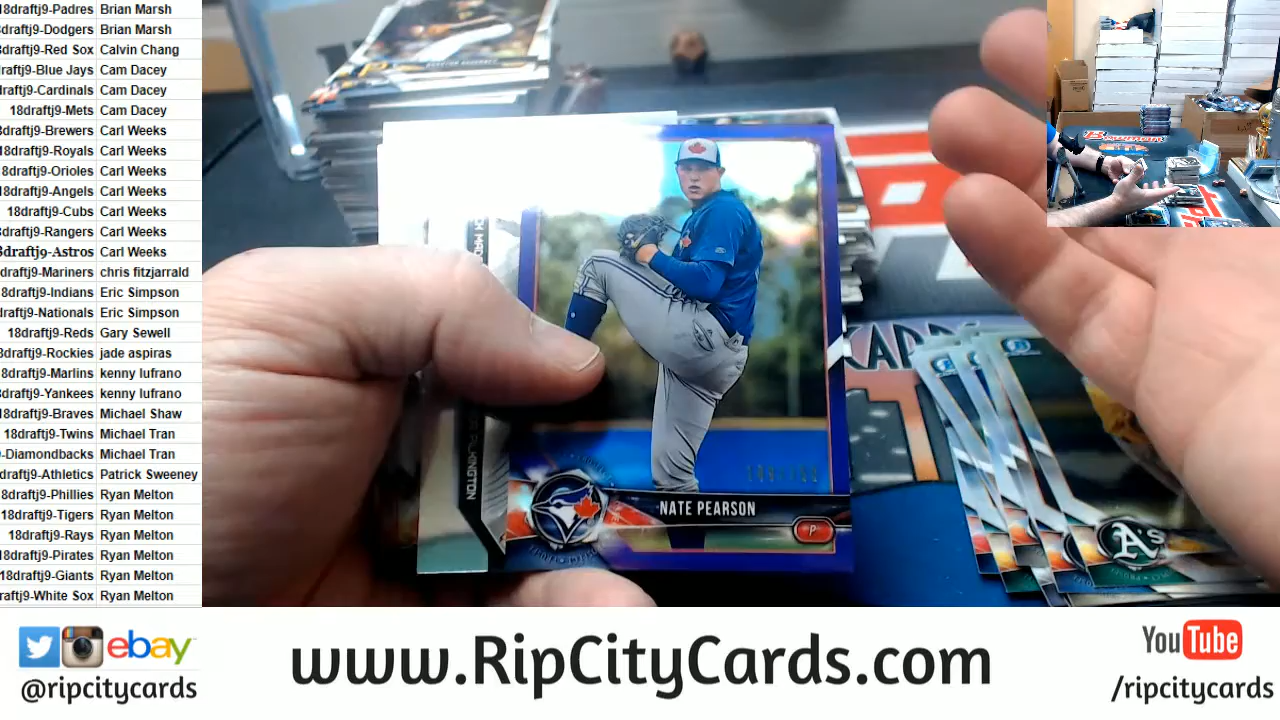 18draftj9-Padres Brian Marsh
8draftj9-Dodgers Brian Marsh
8draftj9-Red Sox Calvin Chang
raftj9-Blue Jays Cam Dacey
raftj9-Cardinals Cam Dacey
18draftj9-Mets Cam Dacey
8draftj9-Brewers Carl Weeks
18draftj9-Royals Carl Weeks
8draftj9-Orioles Carl Weeks
18draftj9-Angels Carl Weeks
18draftj9-Cubs Carl Weeks
8draftj9-Rangers Carl Weeks
8draftj9-Astros Carl Weeks
draftj9-Mariners chris fitzjarrald
8draftj9-Indians Eric Simpson
draftj9-Nationals Eric Simpson
18draftj9-Reds Gary Sewell
8draftj9-Rockies jade aspiras
8draftj9-Marlins kenny lufrano
8draftj9-Yankees kenny lufrano
18draftj9-Braves Michael Shaw
18draftj9-Twins Michael Tran
9-Diamondbacks Michael Tran
draftj9-Athletics Patrick Sweeney
8draftj9-Phillies Ryan Melton
18draftj9-Tigers Ryan Melton
18draftj9-Rays Ryan Melton
18draftj9-Pirates Ryan Melton
18draftj9-Giants Ryan Melton
raftj9-White Sox Ryan Melton
NATE PEARSON
P
PILKINGTON
A's
Bowman
ebay
@ripcitycards
www.RipCityCards.com
YouTube
/ripcitycards